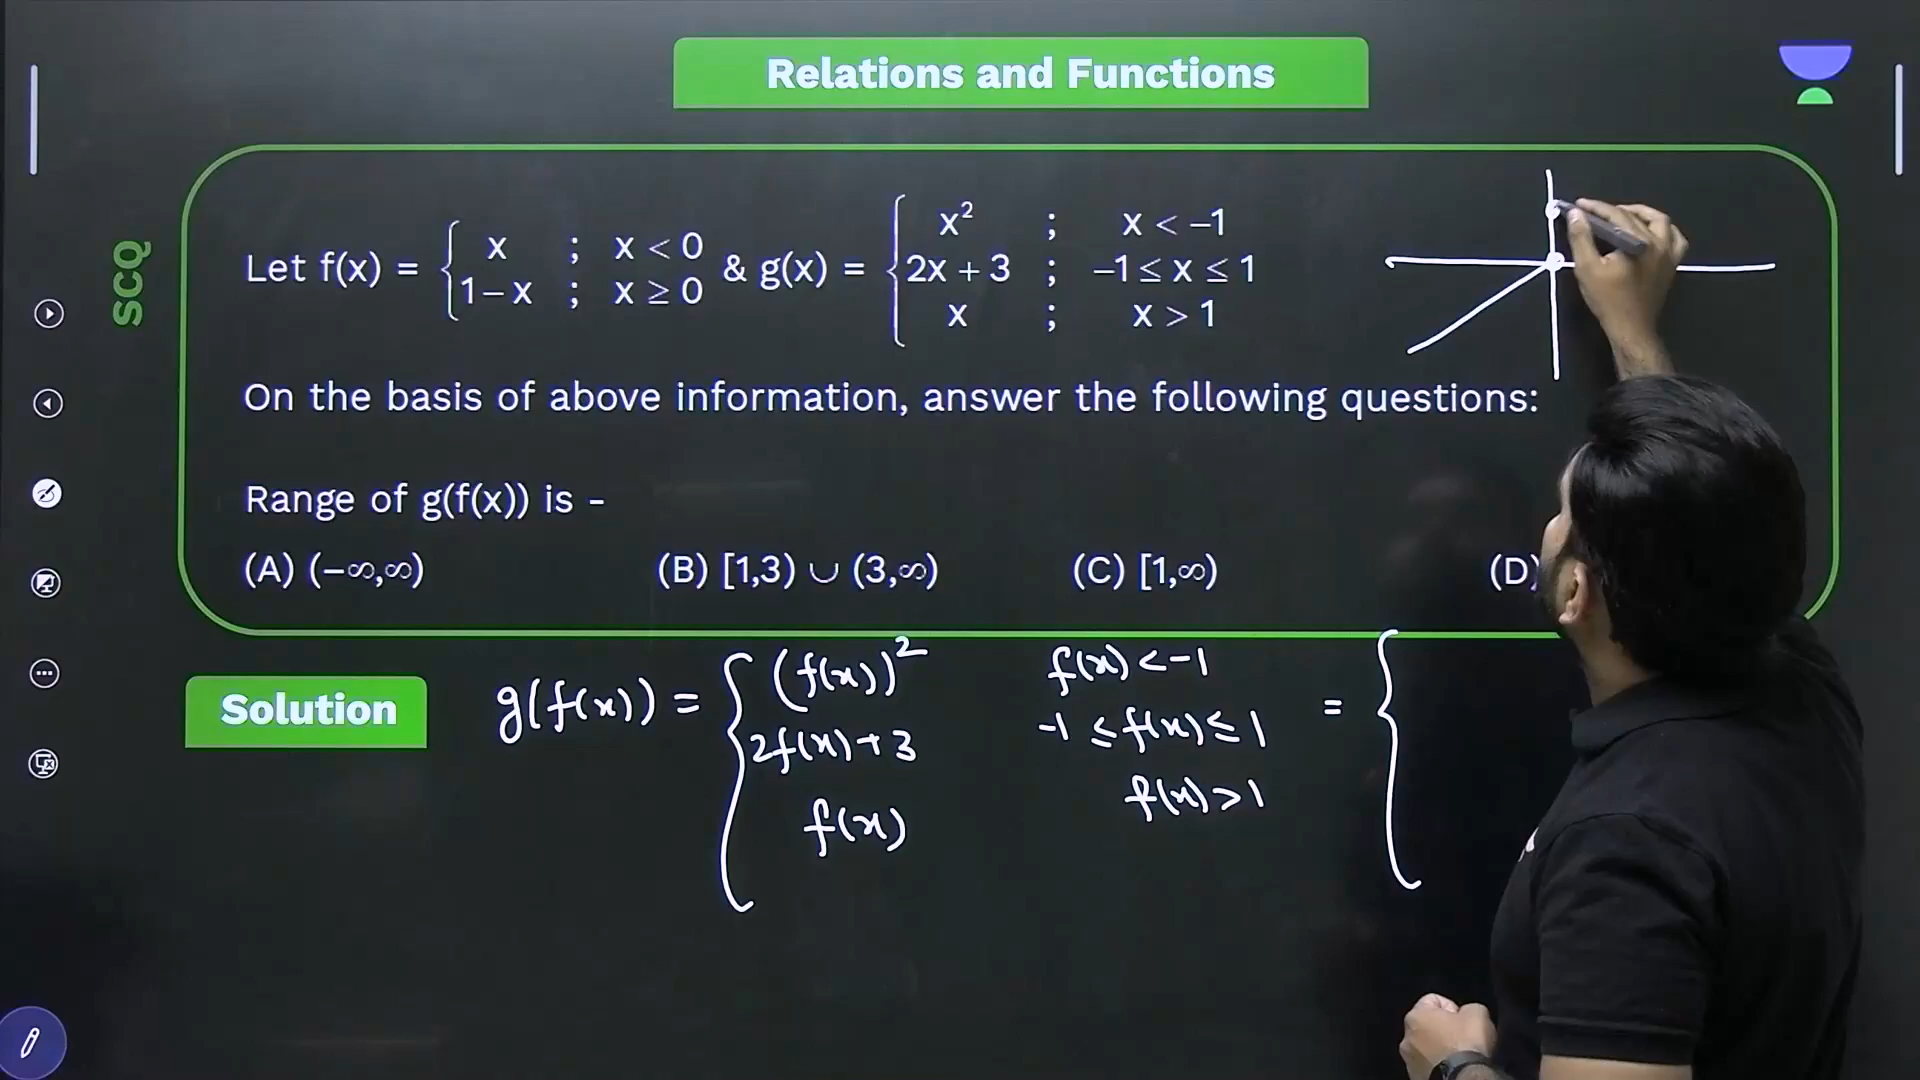 Relations and Functions
SCQ
Let f(x) = { x ; x < 0
1−x ; x ≥ 0 & g(x) = { x² ; x < −1
2x + 3 ; −1 ≤ x ≤ 1
x ; x > 1
On the basis of above information, answer the following questions:
Range of g(f(x)) is -
(A) (−∞,∞) (B) [1,3) ∪ (3,∞) (C) [1,∞) (D)
Solution
g(f(x)) = { (f(x))² f(x) < -1
2f(x)+3 -1 ≤ f(x) ≤ 1 = {
f(x) f(x) > 1